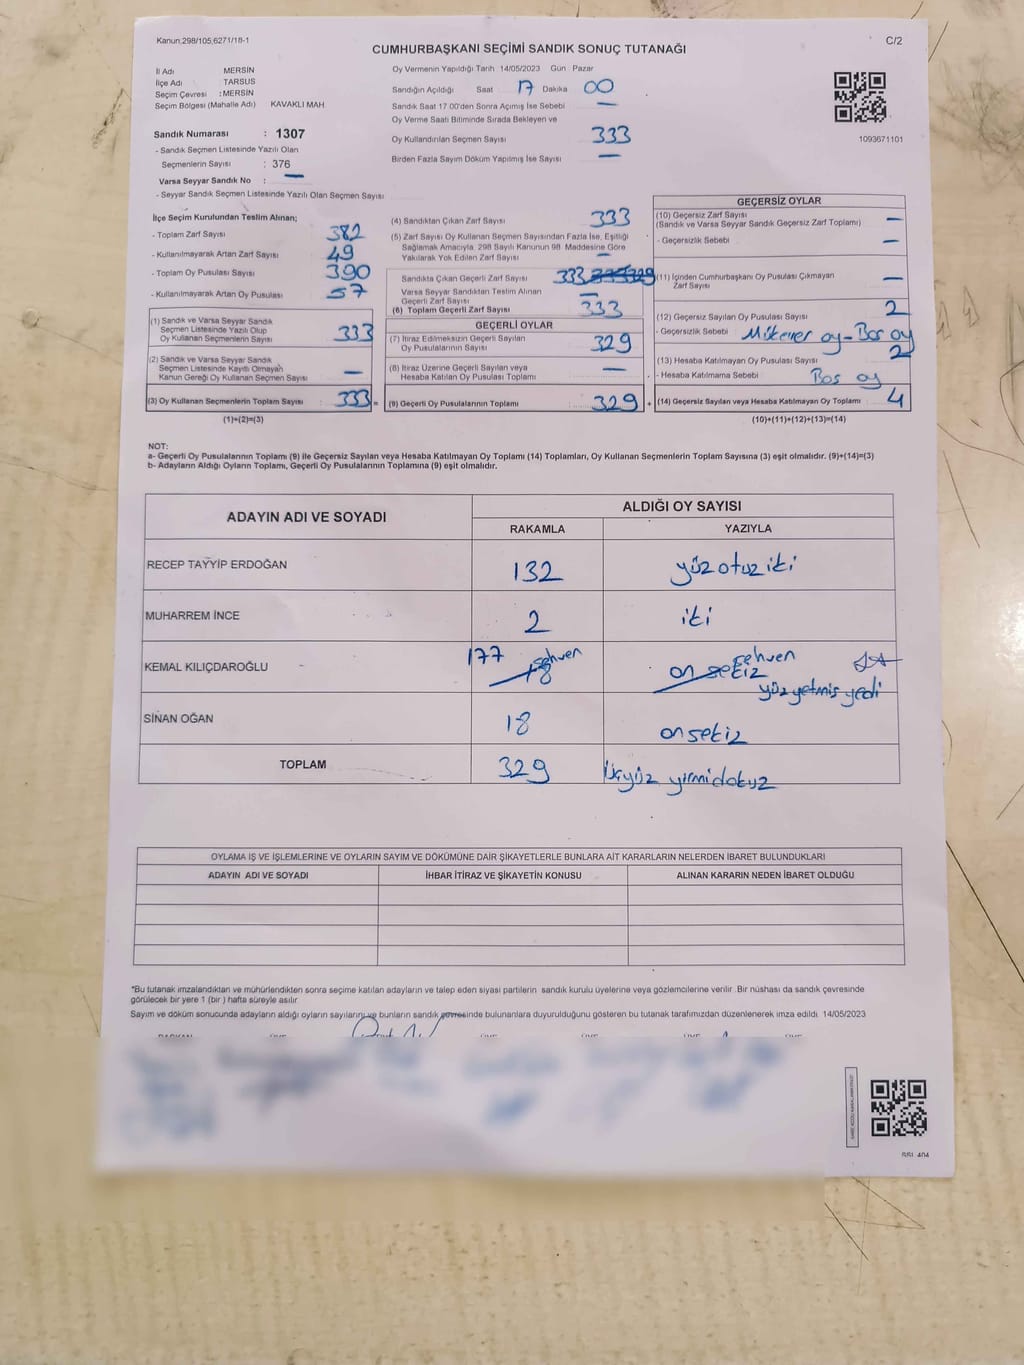 Kanun,298/105,6271/18-1
C/2
CUMHURBAŞKANI SEÇİMİ SANDIK SONUÇ TUTANAĞI
İl Adı MERSİN
İlçe Adı TARSUS
Seçim Çevresi : MERSİN
Seçim Bölgesi (Mahalle Adı) KAVAKLI MAH
Sandık Numarası : 1307
- Sandık Seçmen Listesinde Yazılı Olan
Seçmenlerin Sayısı : 376
Varsa Seyyar Sandık No : —
- Seyyar Sandık Seçmen Listesinde Yazılı Olan Seçmen Sayısı
Oy Vermenin Yapıldığı Tarih 14/05/2023 Gün : Pazar
Sandığın Açıldığı Saat 17 Dakika 00
Sandık Saat 17 00'den Sonra Açımış İse Sebebi —
Oy Verme Saati Bitiminde Sırada Bekleyen ve
Oy Kullandırılan Seçmen Sayısı 333
Birden Fazla Sayım Döküm Yapılmış İse Sayısı —
1093671101
İlçe Seçim Kurulundan Teslim Alınan;
- Toplam Zarf Sayısı 382
- Kullanılmayarak Artan Zarf Sayısı 49
- Toplam Oy Pusulası Sayısı 390
- Kullanılmayarak Artan Oy Pusulası 57
(1) Sandık ve Varsa Seyyar Sandık
Seçmen Listesinde Yazılı Olup
Oy Kullanan Seçmenlerin Sayısı 333
(2) Sandık ve Varsa Seyyar Sandık
Seçmen Listesinde Kayıtlı Olmayan
Kanun Gereği Oy Kullanan Seçmen Sayısı —
(3) Oy Kullanan Seçmenlerin Toplam Sayısı 333 =
(1)+(2)=(3)
(4) Sandıktan Çıkan Zarf Sayısı 333
(5) Zarf Sayısı Oy Kullanan Seçmen Sayısından Fazla İse, Eşitliği
Sağlamak Amacıyla 298 Sayılı Kanunun 98 Maddesine Göre
Yakılarak Yok Edilen Zarf Sayısı —
Sandıkta Çıkan Geçerli Zarf Sayısı 333 329
Varsa Seyyar Sandıktan Teslim Alınan
Geçerli Zarf Sayısı —
(6) Toplam Geçerli Zarf Sayısı 333
GEÇERLİ OYLAR
(7) İtiraz Edilmeksizin Geçerli Sayılan
Oy Pusulalarının Sayısı 329
(8) İtiraz Üzerine Geçerli Sayılan veya
Hesaba Katılan Oy Pusulası Toplamı —
(9) Geçerli Oy Pusulalarının Toplamı 329 +
GEÇERSİZ OYLAR
(10) Geçersiz Zarf Sayısı
(Sandık ve Varsa Seyyar Sandık Geçersiz Zarf Toplamı) —
- Geçersizlik Sebebi —
(11) İçinden Cumhurbaşkanı Oy Pusulası Çıkmayan
Zarf Sayısı —
(12) Geçersiz Sayılan Oy Pusulası Sayısı 2
- Geçersizlik Sebebi Mükerrer oy - Boş oy
(13) Hesaba Katılmayan Oy Pusulası Sayısı 2
- Hesaba Katılmama Sebebi Boş oy
(14) Geçersiz Sayılan veya Hesaba Katılmayan Oy Toplamı 4
(10)+(11)+(12)+(13)=(14)
NOT:
a- Geçerli Oy Pusulalarının Toplamı (9) ile Geçersiz Sayılan veya Hesaba Katılmayan Oy Toplamı (14) Toplamları, Oy Kullanan Seçmenlerin Toplam Sayısına (3) eşit olmalıdır. (9)+(14)=(3)
b- Adayların Aldığı Oyların Toplamı, Geçerli Oy Pusulalarının Toplamına (9) eşit olmalıdır.
ADAYIN ADI VE SOYADI
ALDIĞI OY SAYISI
RAKAMLA YAZIYLA
RECEP TAYYİP ERDOĞAN 132 yüz otuz iki
MUHARREM İNCE 2 iki
KEMAL KILIÇDAROĞLU 177 18 sehven on sekiz sehven yüz yetmiş yedi
SİNAN OĞAN 18 onsekiz
TOPLAM 329 üçyüz yirmidokuz
OYLAMA İŞ VE İŞLEMLERİNE VE OYLARIN SAYIM VE DÖKÜMÜNE DAİR ŞİKAYETLERLE BUNLARA AİT KARARLARIN NELERDEN İBARET BULUNDUKLARI
ADAYIN ADI VE SOYADI İHBAR İTİRAZ VE ŞİKAYETİN KONUSU ALINAN KARARIN NEDEN İBARET OLDUĞU
*Bu tutanak imzalandıktan ve mühürlendikten sonra seçime katılan adayların ve talep eden siyasi partilerin sandık kurulu üyelerine veya gözlemcilerine verilir .Bir nüshası da sandık çevresinde
görülecek bir yere 1 (bir ) hafta süreyle asılır
Sayım ve döküm sonucunda adayların aldığı oyların sayılarını ve bunların sandık çevresinde bulunanlara duyurulduğunu gösteren bu tutanak tarafımızdan düzenlenerek imza edildi. 14/05/2023